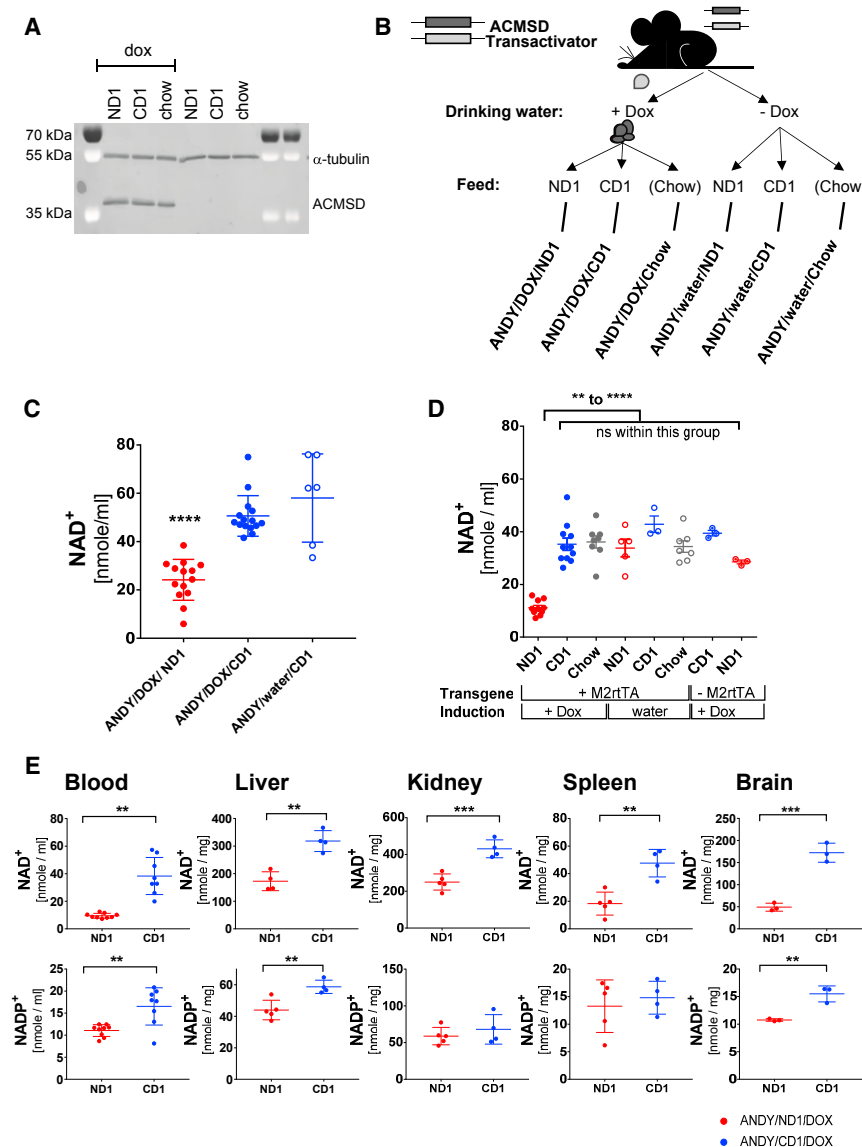 A
dox
ND1 CD1 chow ND1 CD1 chow
70 kDa
55 kDa
α-tubulin
ACMSD
35 kDa
B
ACMSD
Transactivator
Drinking water: + Dox - Dox
Feed: ND1 CD1 (Chow) ND1 CD1 (Chow
ANDY/DOX/ND1
ANDY/DOX/CD1
ANDY/DOX/Chow
ANDY/water/ND1
ANDY/water/CD1
ANDY/water/Chow
C
NAD+
[nmole/ml]
80
60
40
20
0
****
ANDY/DOX/ ND1
ANDY/DOX/CD1
ANDY/water/CD1
D
** to ****
ns within this group
NAD+
[nmole / ml]
80
60
40
20
0
ND1 CD1 Chow ND1 CD1 Chow CD1 ND1
Transgene + M2rtTA - M2rtTA
Induction + Dox water + Dox
E
Blood
**
NAD+
[nmole / ml]
80
60
40
20
0
ND1 CD1
Liver
**
NAD+
[nmole / mg]
400
300
200
100
0
ND1 CD1
Kidney
***
NAD+
[nmole / mg]
600
400
200
0
ND1 CD1
Spleen
**
NAD+
[nmole / mg]
80
60
40
20
0
ND1 CD1
Brain
***
NAD+
[nmole / mg]
250
200
150
100
50
0
ND1 CD1
**
NADP+
[nmole / ml]
25
20
15
10
5
0
ND1 CD1
**
NADP+
[nmole / mg]
60
40
20
0
ND1 CD1
NADP+
[nmole / mg]
150
100
50
0
ND1 CD1
NADP+
[nmole / mg]
20
15
10
5
0
ND1 CD1
**
NADP+
[nmole / mg]
20
15
10
5
0
ND1 CD1
ANDY/ND1/DOX
ANDY/CD1/DOX